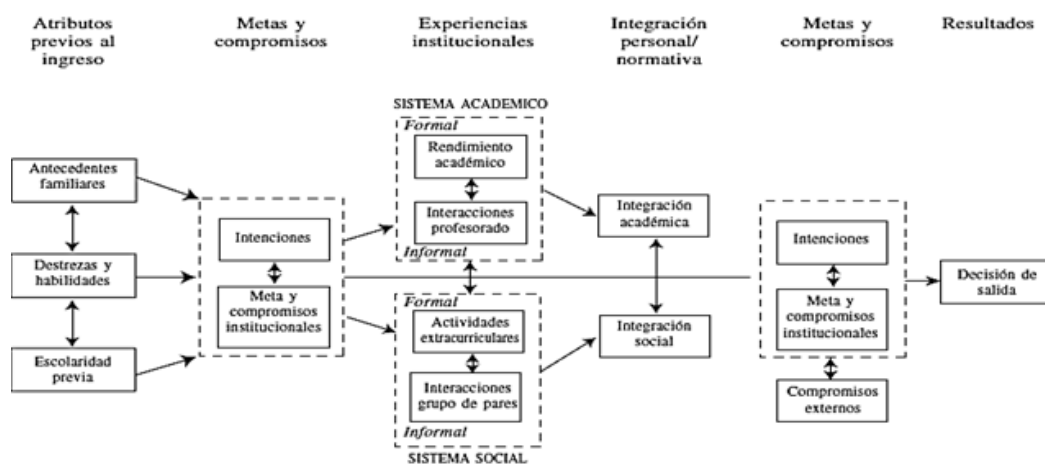 Atributos
previos al
ingreso
Metas y
compromisos
Experiencias
institucionales
Integración
personal/
normativa
Metas y
compromisos
Resultados
Antecedentes
familiares
Destrezas y
habilidades
Escolaridad
previa
Intenciones
Meta y
compromisos
institucionales
SISTEMA ACADEMICO
Formal
Rendimiento
académico
Interacciones
profesorado
Informal
Formal
Actividades
extracurriculares
Interacciones
grupo de pares
Informal
SISTEMA SOCIAL
Integración
académica
Integración
social
Intenciones
Meta y
compromisos
institucionales
Compromisos
externos
Decisión de
salida